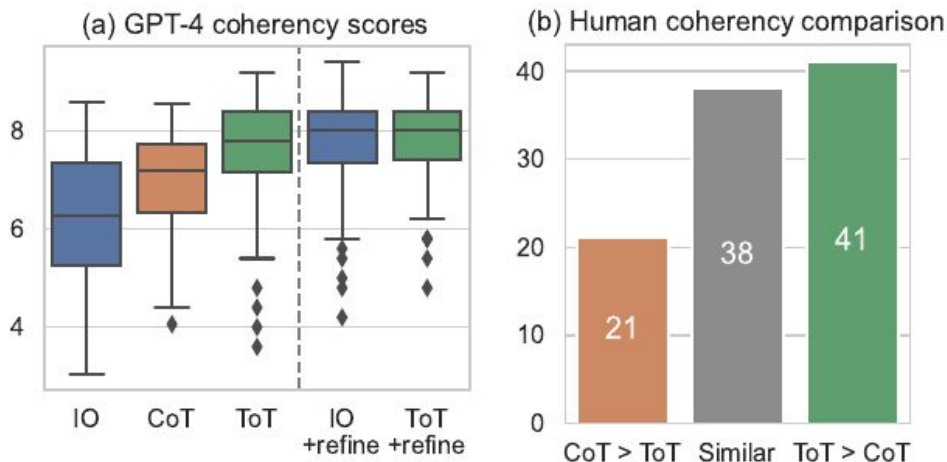 (a) GPT-4 coherency scores
8
6
4
IO CoT ToT IO ToT
+refine +refine
(b) Human coherency comparison
40
30
20
10
0
21 38 41
CoT > ToT Similar ToT > CoT